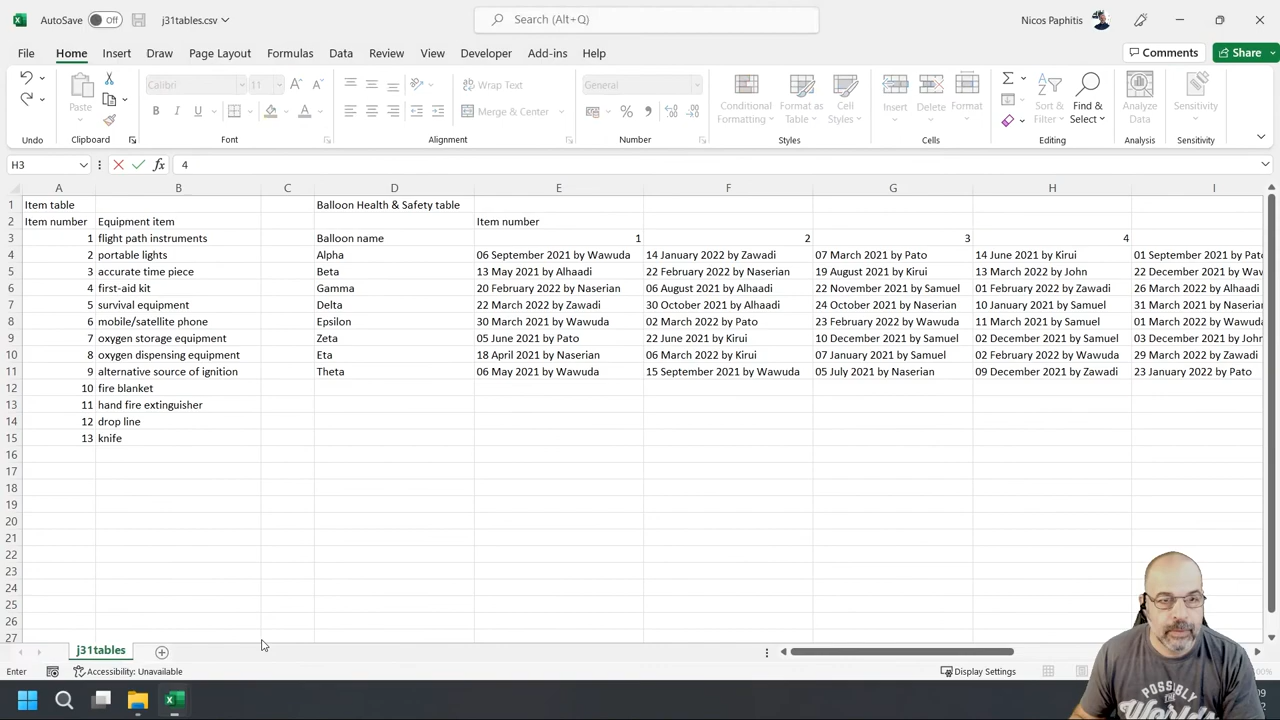 AutoSave Off j31tables.csv Search (Alt+Q) Nicos Paphitis
File Home Insert Draw Page Layout Formulas Data Review View Developer Add-ins Help Comments Share
Calibri 11 Wrap Text General
Paste Merge & Center Conditional Formatting Format as Table Cell Styles Insert Delete Format Sort & Filter Find & Select Analyze Data Sensitivity
Undo Clipboard Font Alignment Number Styles Cells Editing Analysis Sensitivity
H3 fx 4
A B C D E F G H I
1 Item table Balloon Health & Safety table
2 Item number Equipment item Item number
3 1 flight path instruments Balloon name 1 2 3 4
4 2 portable lights Alpha 06 September 2021 by Wawuda 14 January 2022 by Zawadi 07 March 2021 by Pato 14 June 2021 by Kirui 01 September 2021 by Pato
5 3 accurate time piece Beta 13 May 2021 by Alhaadi 22 February 2022 by Naserian 19 August 2021 by Kirui 13 March 2022 by John 22 December 2021 by Wav
6 4 first-aid kit Gamma 20 February 2022 by Naserian 06 August 2021 by Alhaadi 22 November 2021 by Samuel 01 February 2022 by Zawadi 26 March 2021 by Alhaadi
7 5 survival equipment Delta 22 March 2022 by Zawadi 30 October 2021 by Alhaadi 24 October 2021 by Naserian 10 January 2021 by Samuel 31 March 2021 by Naserian
8 6 mobile/satellite phone Epsilon 30 March 2021 by Wawuda 02 March 2022 by Pato 23 February 2022 by Wawuda 11 March 2021 by Samuel 01 March 2022 by Wawuda
9 7 oxygen storage equipment Zeta 05 June 2021 by Pato 22 June 2021 by Kirui 10 December 2021 by Samuel 02 December 2021 by Samuel 03 December 2021 by John
10 8 oxygen dispensing equipment Eta 18 April 2021 by Naserian 06 March 2022 by Kirui 07 January 2021 by Samuel 02 February 2022 by Wawuda 29 March 2022 by Zawadi
11 9 alternative source of ignition Theta 06 May 2021 by Wawuda 15 September 2021 by Wawuda 05 July 2021 by Naserian 09 December 2021 by Zawadi 23 January 2022 by Pato
12 10 fire blanket
13 11 hand fire extinguisher
14 12 drop line
15 13 knife
16
17
18
19
20
21
22
23
24
25
26
27
j31tables
Enter Accessibility: Unavailable Display Settings
POSSIBLY